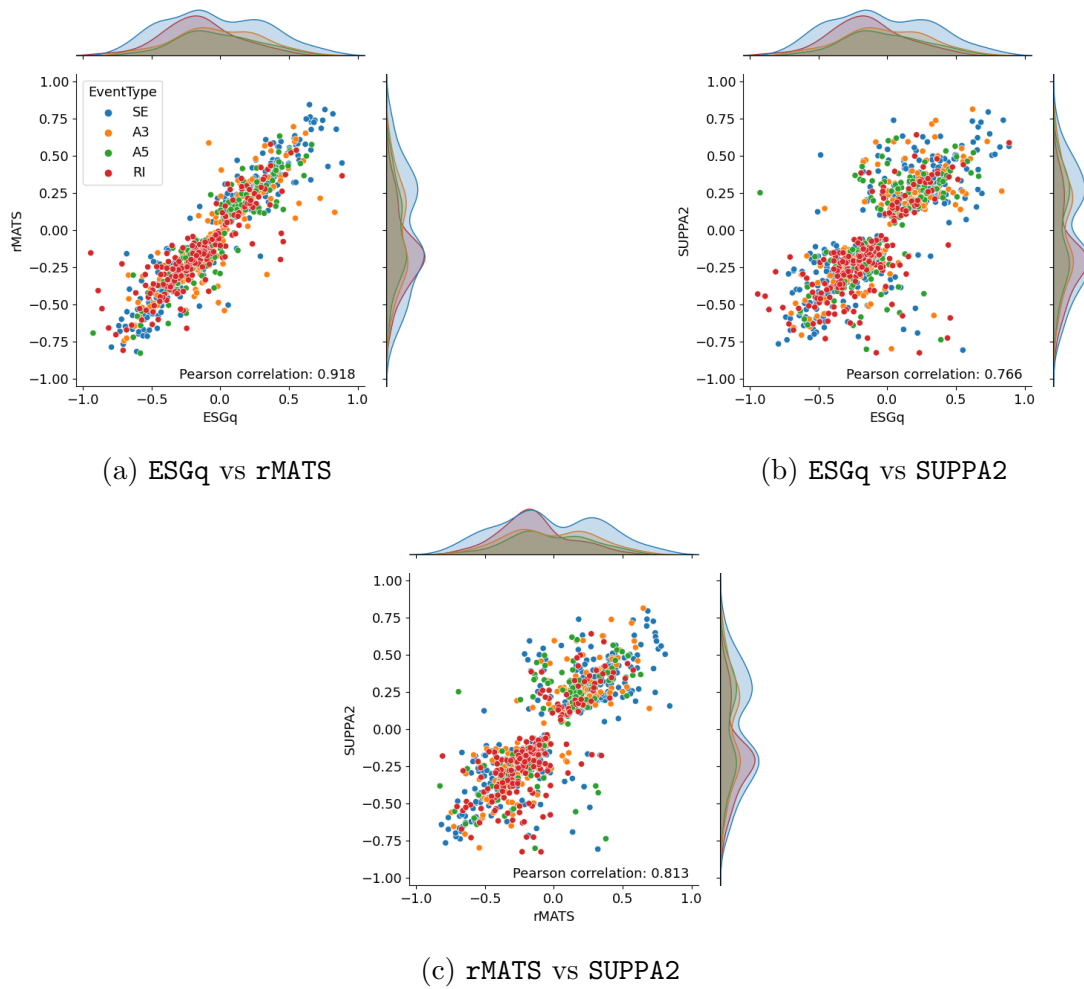 1.00
0.75
0.50
0.25
0.00
−0.25
−0.50
−0.75
−1.00
rMATS
EventType
SE
A3
A5
RI
Pearson correlation: 0.918
−1.0 −0.5 0.0 0.5 1.0
ESGq
(a) ESGq vs rMATS
1.00
0.75
0.50
0.25
0.00
−0.25
−0.50
−0.75
−1.00
SUPPA2
Pearson correlation: 0.766
−1.0 −0.5 0.0 0.5 1.0
ESGq
(b) ESGq vs SUPPA2
1.00
0.75
0.50
0.25
0.00
−0.25
−0.50
−0.75
−1.00
SUPPA2
Pearson correlation: 0.813
−1.0 −0.5 0.0 0.5 1.0
rMATS
(c) rMATS vs SUPPA2